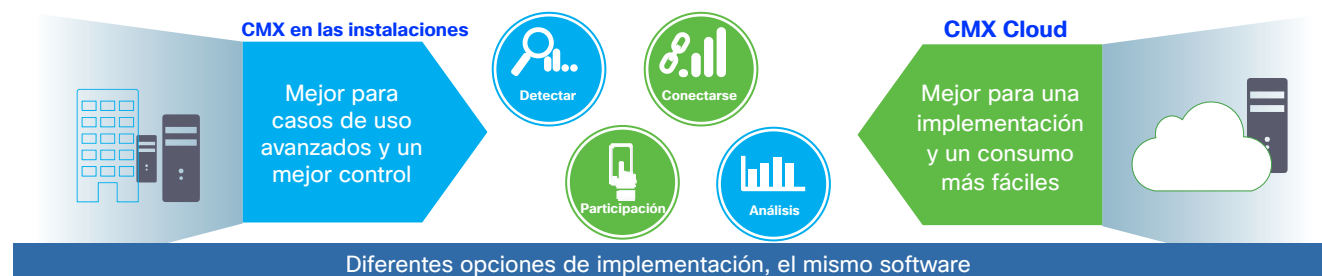 CMX en las instalaciones
Mejor para
casos de uso
avanzados y un
mejor control
Detectar
Conectarse
Participación
Análisis
CMX Cloud
Mejor para una
implementación
y un consumo
más fáciles
Diferentes opciones de implementación, el mismo software